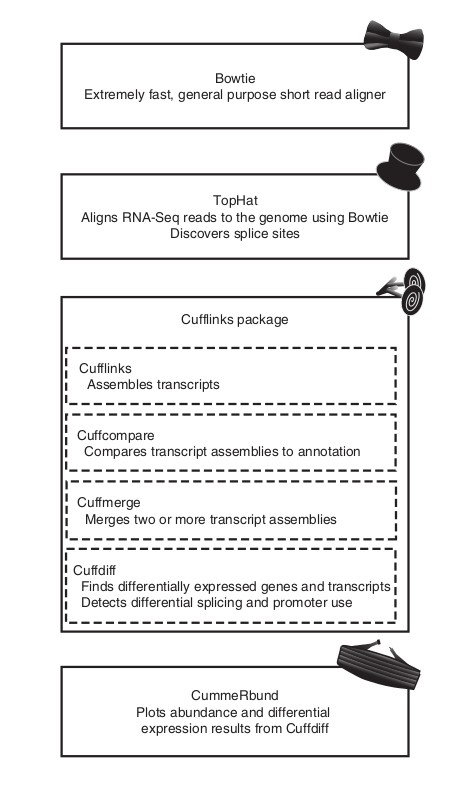 Bowtie
Extremely fast, general purpose short read aligner
TopHat
Aligns RNA-Seq reads to the genome using Bowtie
Discovers splice sites
Cufflinks package
Cufflinks
Assembles transcripts
Cuffcompare
Compares transcript assemblies to annotation
Cuffmerge
Merges two or more transcript assemblies
Cuffdiff
Finds differentially expressed genes and transcripts
Detects differential splicing and promoter use
CummeRbund
Plots abundance and differential
expression results from Cuffdiff